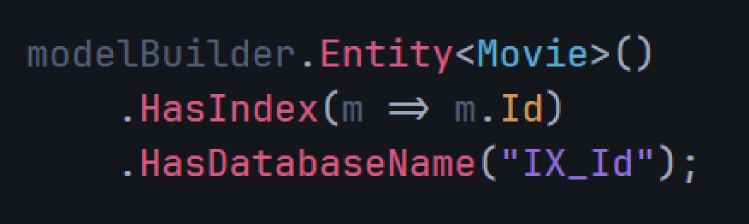 modelBuilder.Entity<Movie>()
.HasIndex(m => m.Id)
.HasDatabaseName("IX_Id");